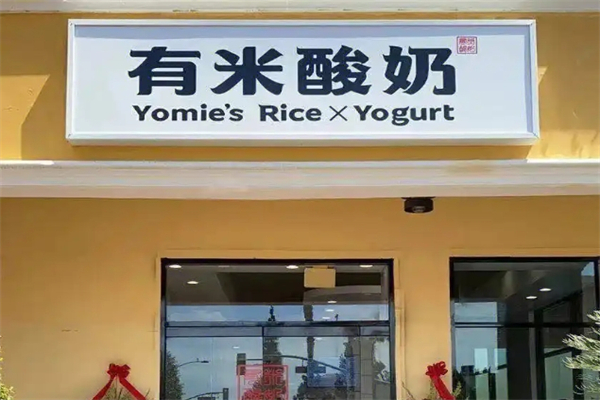 有米酸奶
Yomie's Rice × Yogurt